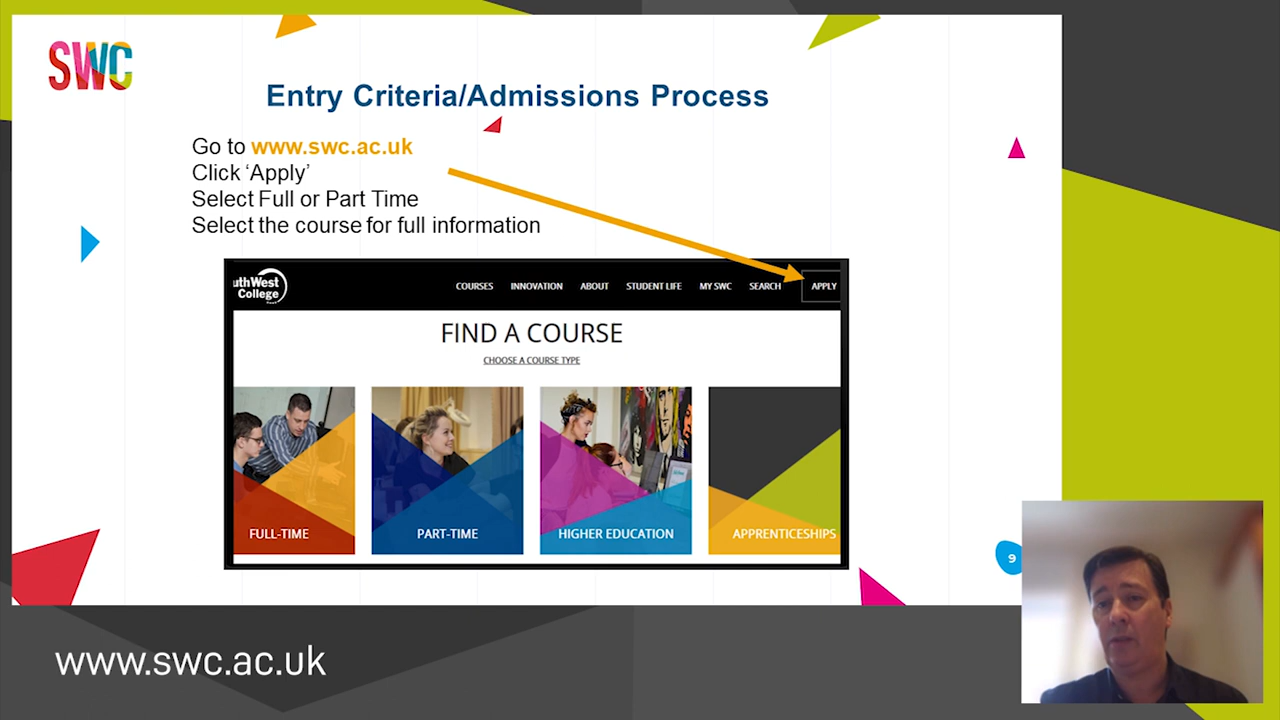 SWC
Entry Criteria/Admissions Process
Go to www.swc.ac.uk
Click ‘Apply’
Select Full or Part Time
Select the course for full information
uthWest
College
COURSES INNOVATION ABOUT STUDENT LIFE MY SWC SEARCH APPLY
FIND A COURSE
CHOOSE A COURSE TYPE
FULL-TIME PART-TIME HIGHER EDUCATION APPRENTICESHIPS
9
www.swc.ac.uk